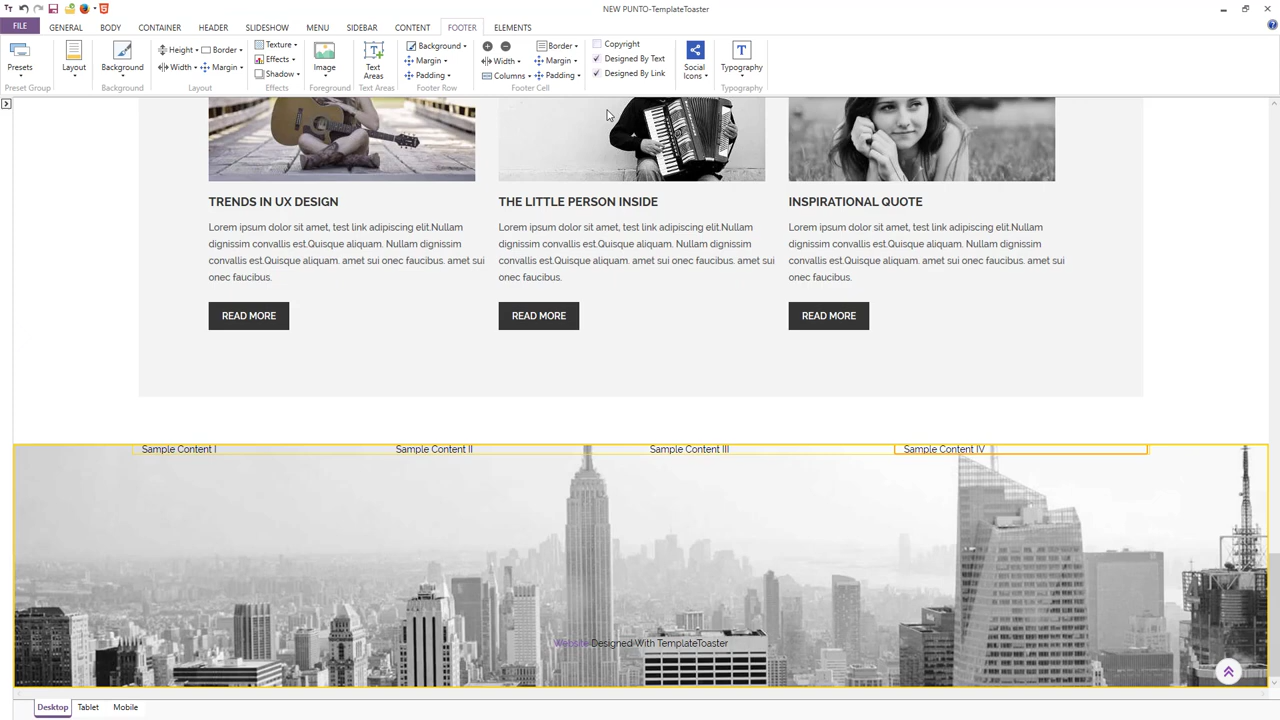 NEW PUNTO-TemplateToaster
FILE GENERAL BODY CONTAINER HEADER SLIDESHOW MENU SIDEBAR CONTENT FOOTER ELEMENTS
Presets
Preset Group
Layout
Background
Background
Height Border
Width Margin
Layout
Texture
Effects
Shadow
Effects
Image
Foreground
Text
Areas
Text Areas
Background
Margin
Padding
Footer Row
Border
Width Margin
Columns Padding
Footer Cell
Copyright
Designed By Text
Designed By Link
Social
Icons
Typography
Typography
TRENDS IN UX DESIGN
Lorem ipsum dolor sit amet, test link adipiscing elit.Nullam
dignissim convallis est.Quisque aliquam. Nullam dignissim
convallis est.Quisque aliquam. amet sui onec faucibus. amet sui
onec faucibus.
READ MORE
THE LITTLE PERSON INSIDE
Lorem ipsum dolor sit amet, test link adipiscing elit.Nullam
dignissim convallis est.Quisque aliquam. Nullam dignissim
convallis est.Quisque aliquam. amet sui onec faucibus. amet sui
onec faucibus.
READ MORE
INSPIRATIONAL QUOTE
Lorem ipsum dolor sit amet, test link adipiscing elit.Nullam
dignissim convallis est.Quisque aliquam. Nullam dignissim
convallis est.Quisque aliquam. amet sui onec faucibus. amet sui
onec faucibus.
READ MORE
Sample Content I Sample Content II Sample Content III Sample Content IV
Website Designed With TemplateToaster
Desktop Tablet Mobile